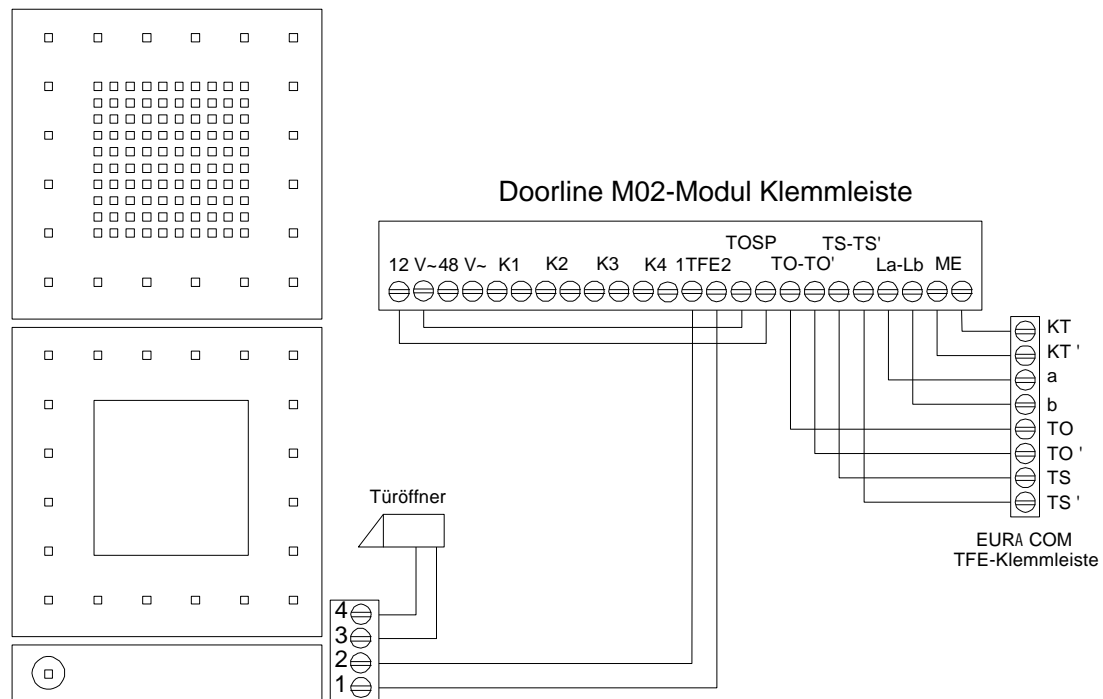 Doorline M02-Modul Klemmleiste
TOSP TS-TS'
12 V~ 48 V~ K1 K2 K3 K4 1TFE2 TO-TO' La-Lb ME
KT
KT '
a
b
TO
TO '
TS
TS '
EURA COM
TFE-Klemmleiste
Türöffner
4
3
2
1